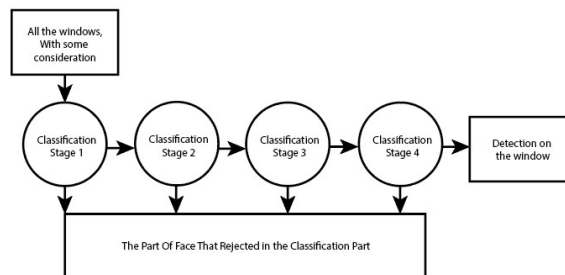 All the windows,
With some
consideration
Classification
Stage 1
Classification
Stage 2
Classification
Stage 3
Classification
Stage 4
Detection on
the window
The Part Of Face That Rejected in the Classification Part